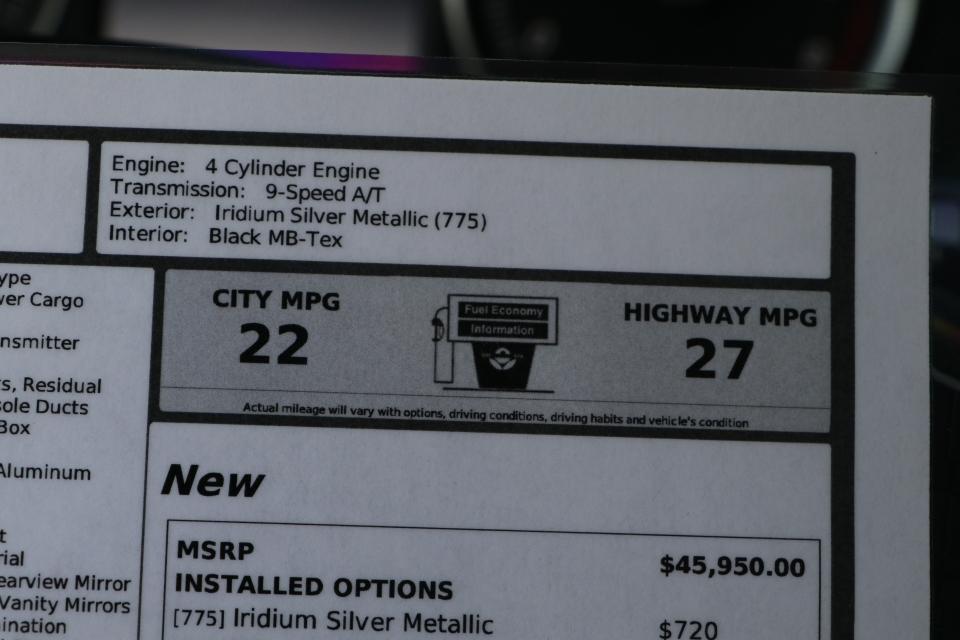 Engine: 4 Cylinder Engine
Transmission: 9-Speed A/T
Exterior: Iridium Silver Metallic (775)
Interior: Black MB-Tex
ype
ver Cargo
nsmitter
s, Residual
sole Ducts
Box
Aluminum
t
rial
earview Mirror
Vanity Mirrors
ination
CITY MPG
22
Fuel Economy
Information
HIGHWAY MPG
27
Actual mileage will vary with options, driving conditions, driving habits and vehicle's condition
New
MSRP $45,950.00
INSTALLED OPTIONS
[775] Iridium Silver Metallic $720